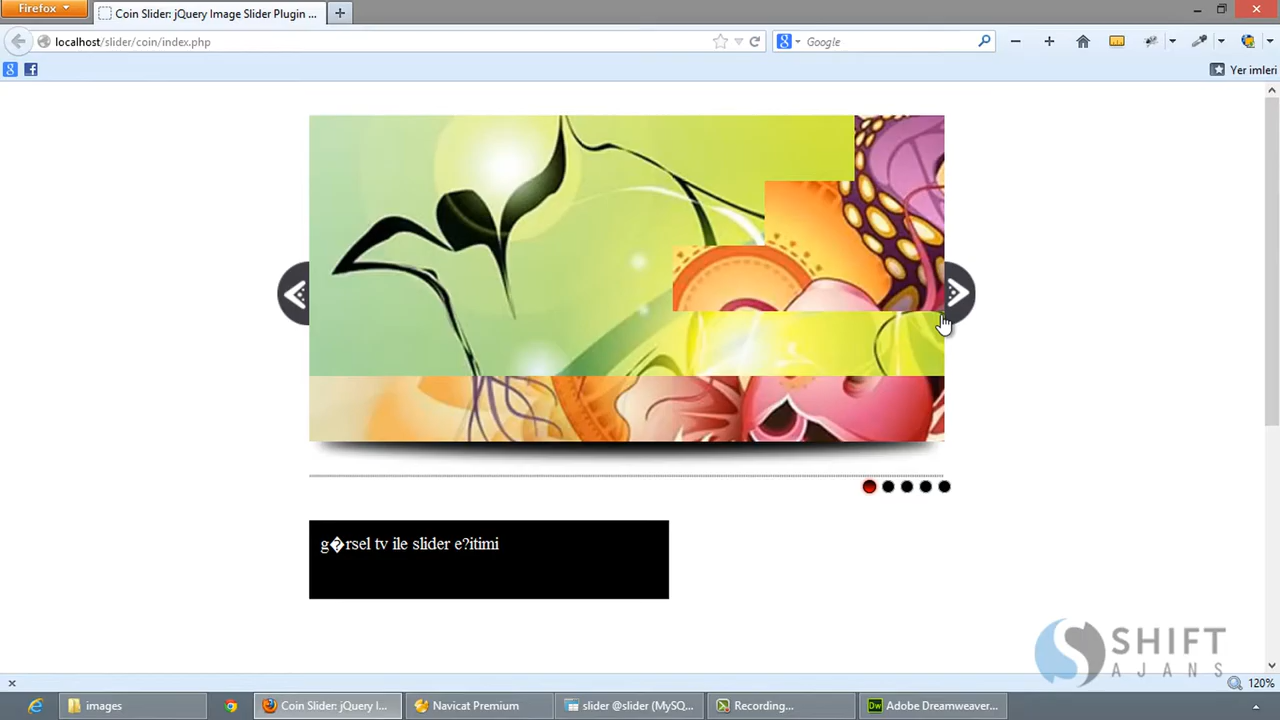 Firefox
Coin Slider: jQuery Image Slider Plugin ...
localhost/slider/coin/index.php
Google
Yer imleri
g�rsel tv ile slider e?itimi
SHIFT
AJANS
120%
images
Coin Slider: jQuery I...
Navicat Premium
slider @slider (MySQ...
Recording...
Adobe Dreamweaver...